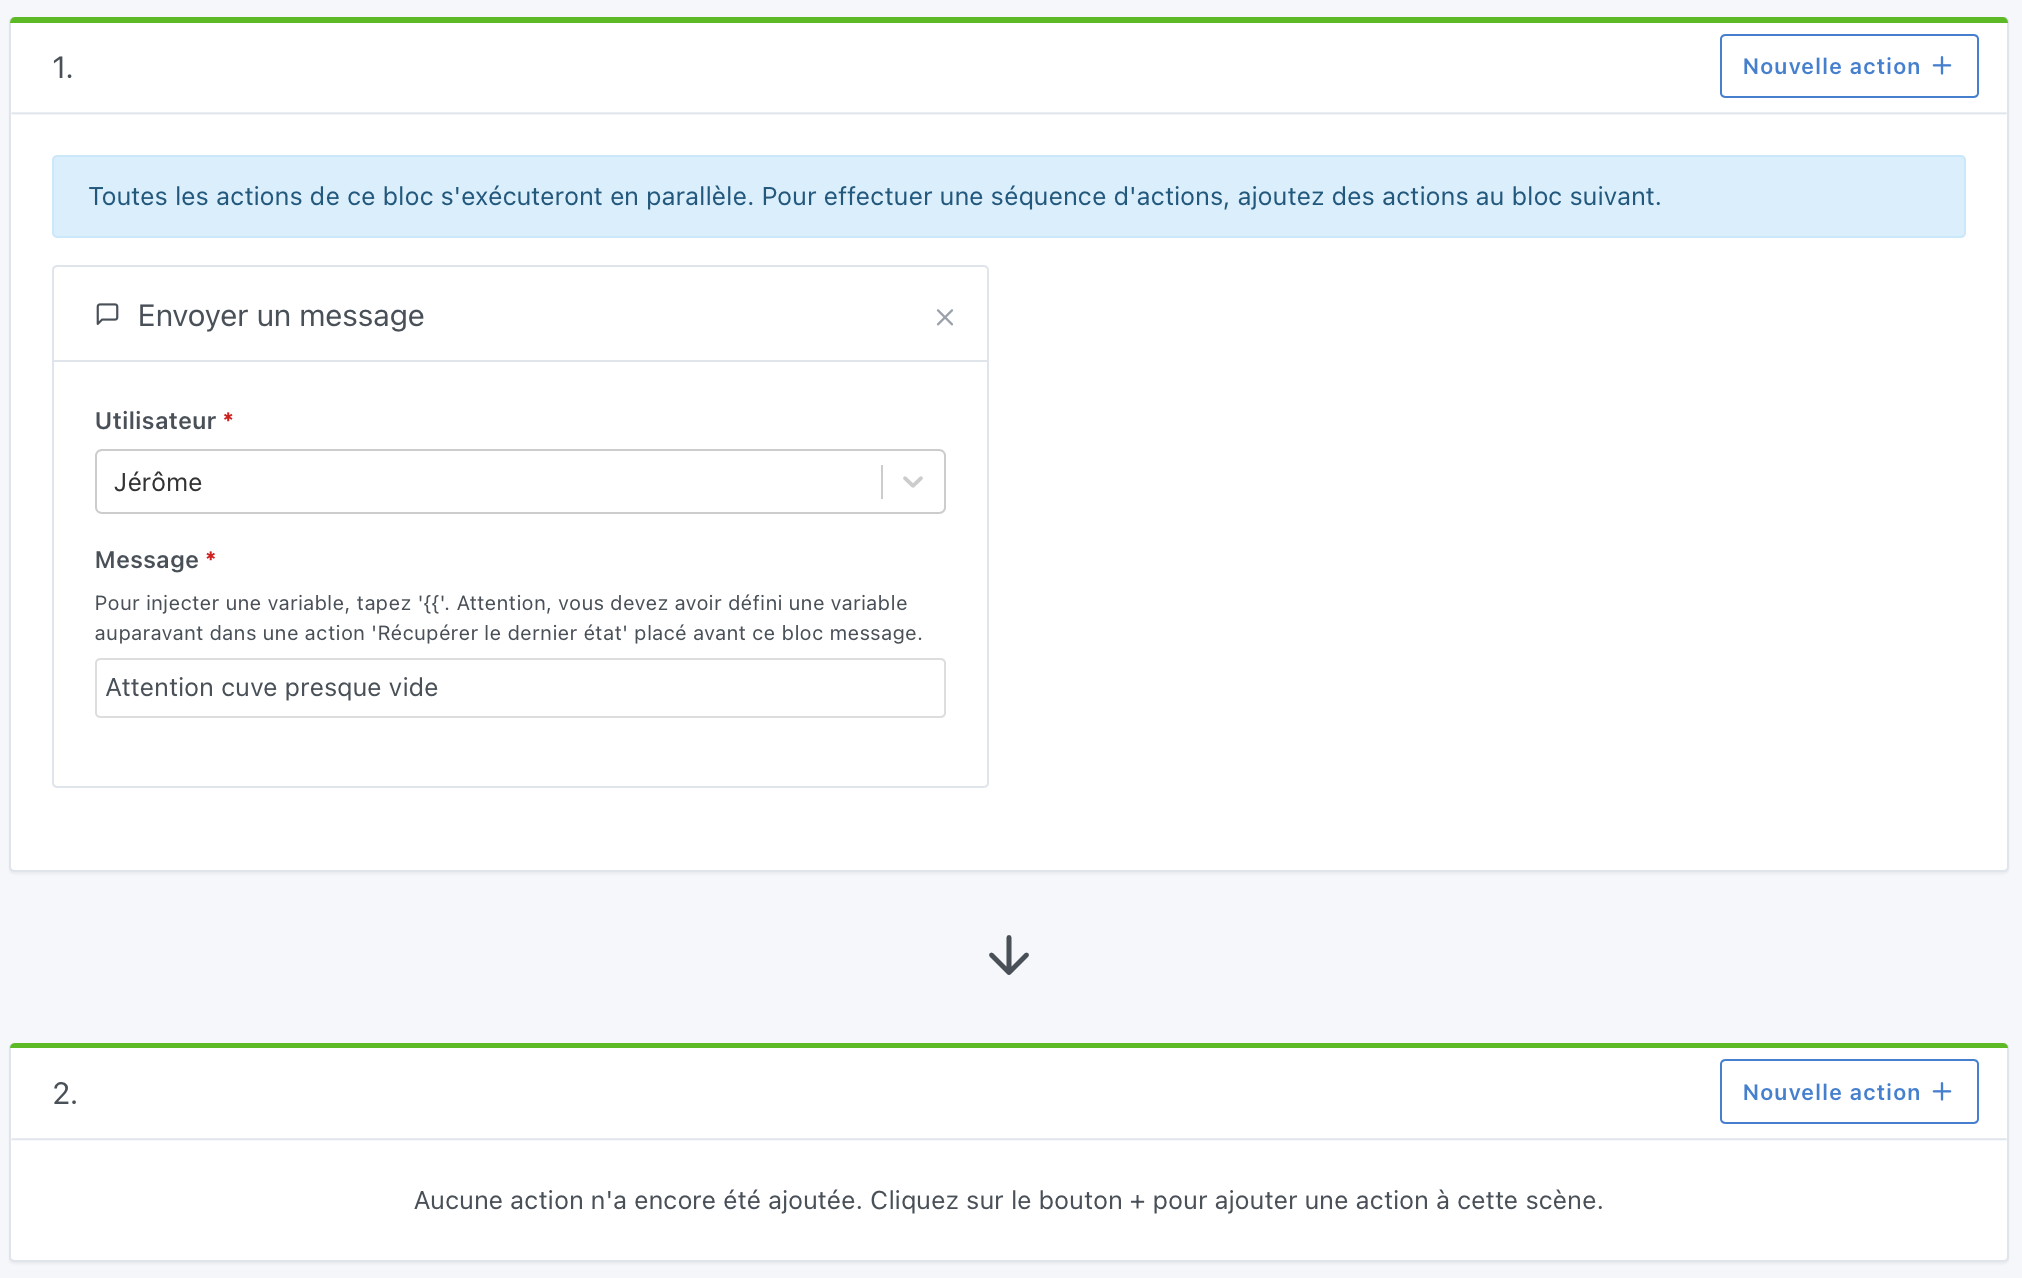 1.
Nouvelle action +
Toutes les actions de ce bloc s'exécuteront en parallèle. Pour effectuer une séquence d'actions, ajoutez des actions au bloc suivant.
Envoyer un message
Utilisateur *
Jérôme
Message *
Pour injecter une variable, tapez '{{'. Attention, vous devez avoir défini une variable
auparavant dans une action 'Récupérer le dernier état' placé avant ce bloc message.
Attention cuve presque vide
2.
Nouvelle action +
Aucune action n'a encore été ajoutée. Cliquez sur le bouton + pour ajouter une action à cette scène.